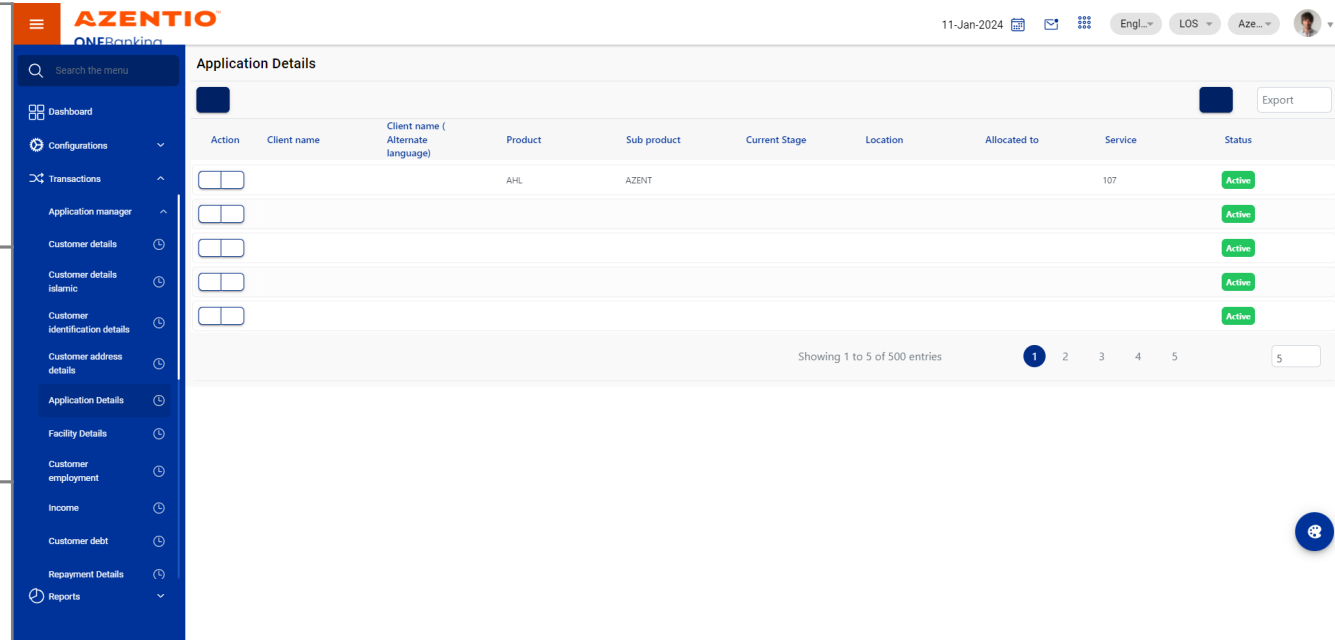 AZENTIO™
ONEBanking
11-Jan-2024
Engl...
LOS
Aze...
Search the menu
Dashboard
Configurations
Transactions
Application manager
Customer details
Customer details
islamic
Customer
identification details
Customer address
details
Application Details
Facility Details
Customer
employment
Income
Customer debt
Repayment Details
Reports
Application Details
Export
Action
Client name
Client name (
Alternate
language)
Product
Sub product
Current Stage
Location
Allocated to
Service
Status
AHL
AZENT
107
Active
Active
Active
Active
Active
Showing 1 to 5 of 500 entries
1
2
3
4
5
5